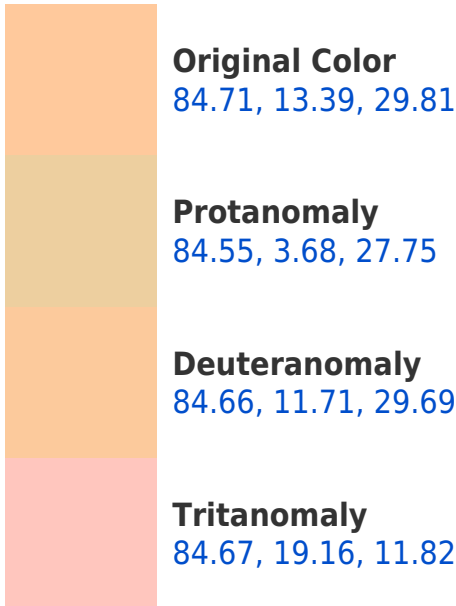 Original Color
84.71, 13.39, 29.81
Protanomaly
84.55, 3.68, 27.75
Deuteranomaly
84.66, 11.71, 29.69
Tritanomaly
84.67, 19.16, 11.82